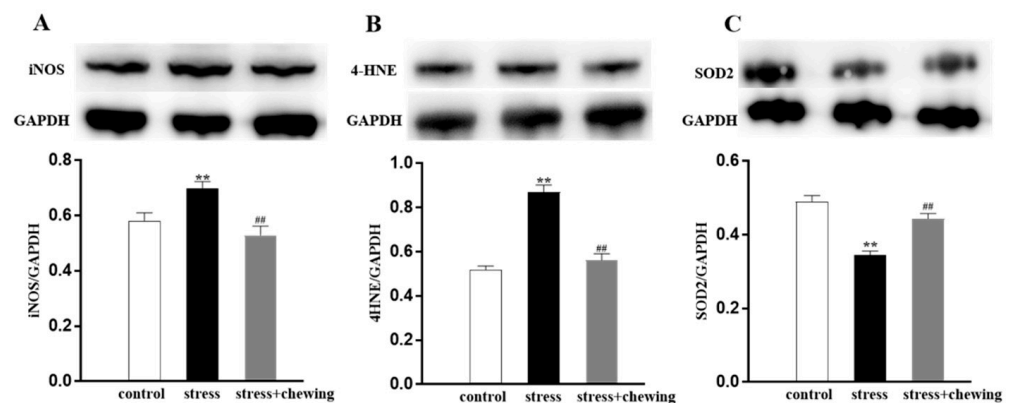 A
iNOS
GAPDH
iNOS/GAPDH
0.8
0.6
0.4
0.2
0.0
**
##
control stress stress+chewing
B
4-HNE
GAPDH
4HNE/GAPDH
1.0
0.8
0.6
0.4
0.2
0.0
**
##
control stress stress+chewing
C
SOD2
GAPDH
SOD2/GAPDH
0.6
0.4
0.2
0.0
**
##
control stress stress+chewing